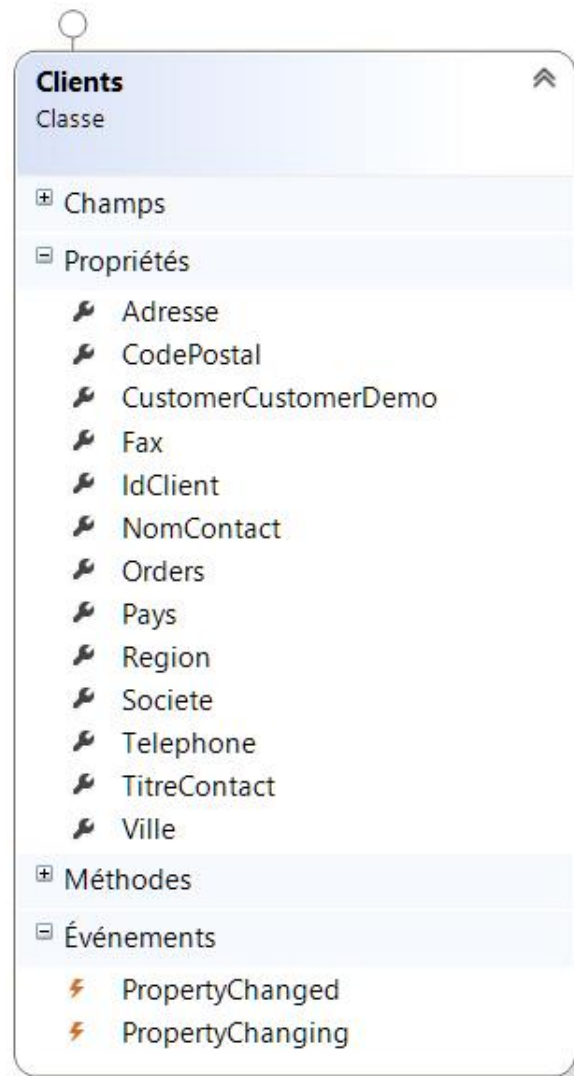 Clients
Classe
Champs
Propriétés
Adresse
CodePostal
CustomerCustomerDemo
Fax
IdClient
NomContact
Orders
Pays
Region
Societe
Telephone
TitreContact
Ville
Méthodes
Événements
PropertyChanged
PropertyChanging